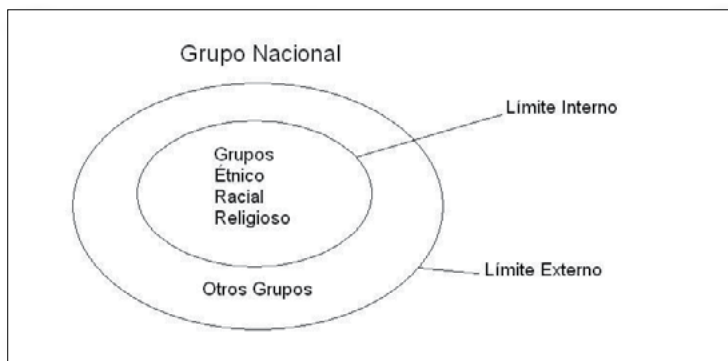 Grupo Nacional
Límite Interno
Grupos
Étnico
Racial
Religioso
Límite Externo
Otros Grupos